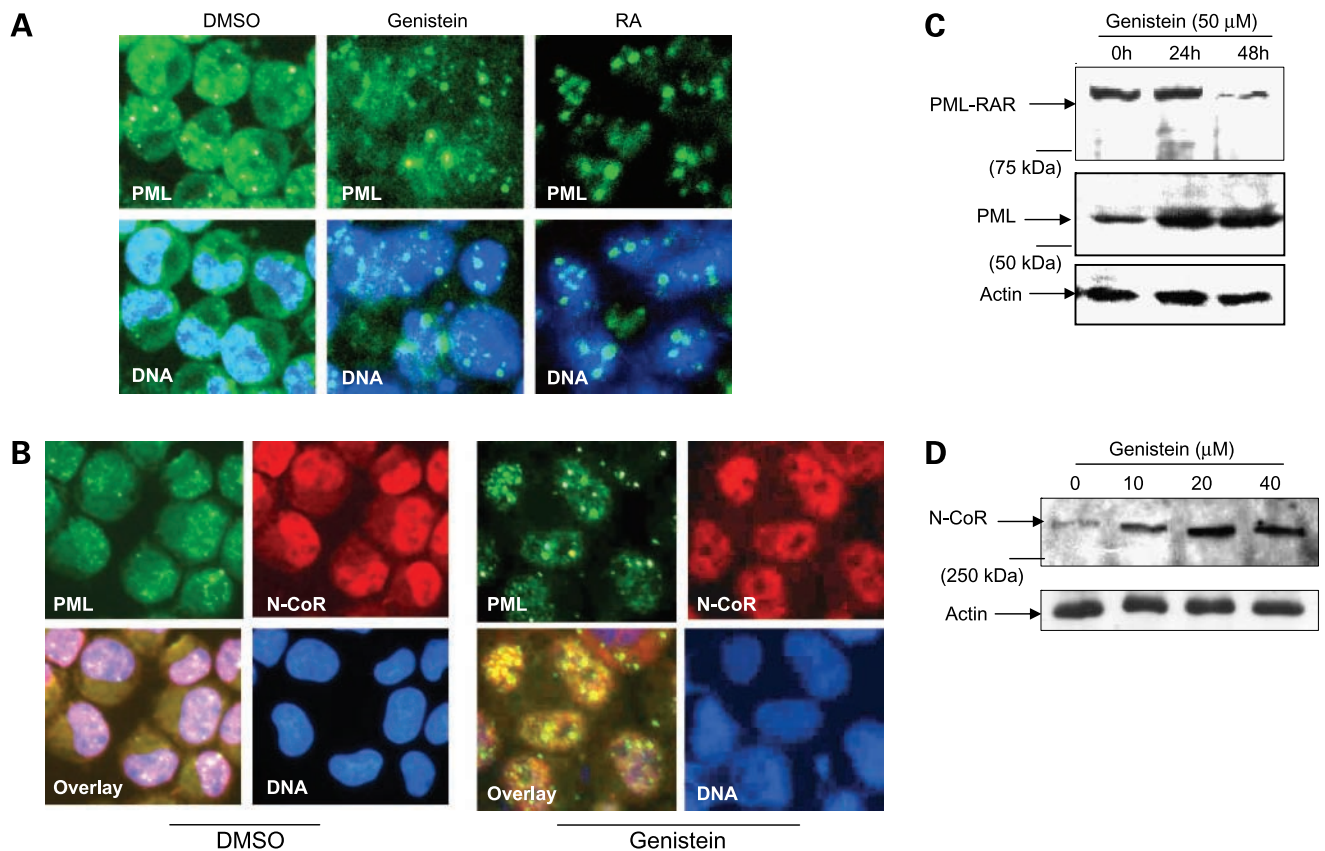 A
DMSO
Genistein
RA
PML
PML
PML
DNA
DNA
DNA
B
PML
N-CoR
PML
N-CoR
Overlay
DNA
Overlay
DNA
DMSO
Genistein
C
Genistein (50 μM)
0h 24h 48h
PML-RAR
(75 kDa)
PML
(50 kDa)
Actin
D
Genistein (μM)
0 10 20 40
N-CoR
(250 kDa)
Actin